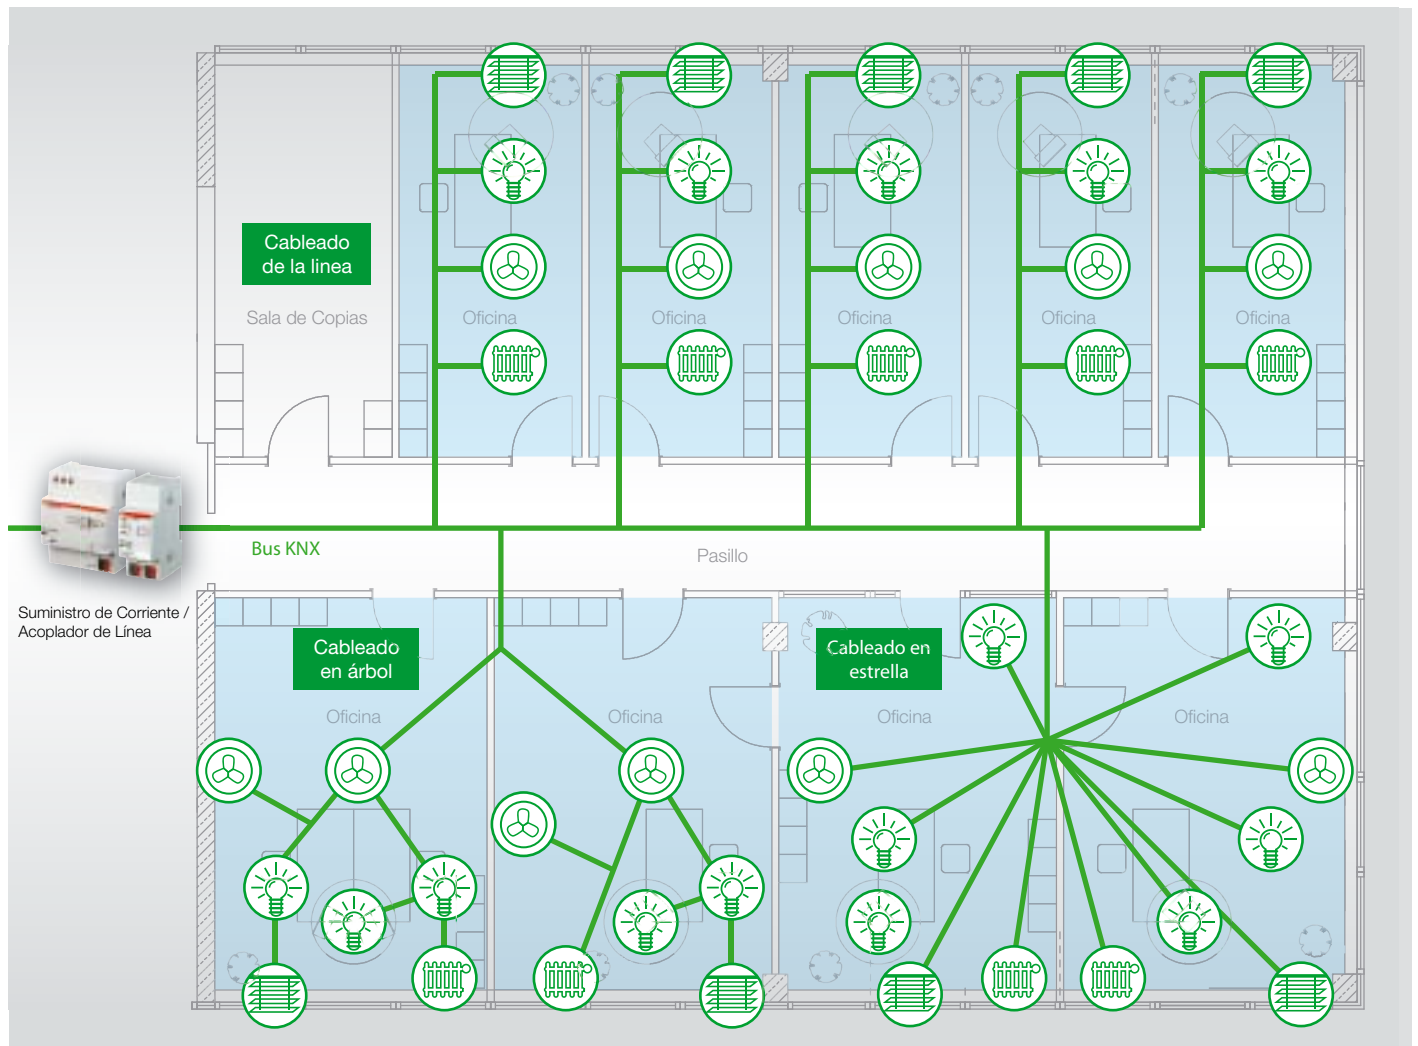 Cableado
de la linea
Sala de Copias
Oficina
Oficina
Oficina
Oficina
Oficina
Bus KNX
Pasillo
Suministro de Corriente /
Acoplador de Línea
Cableado
en árbol
Cableado en
estrella
Oficina
Oficina
Oficina
Oficina